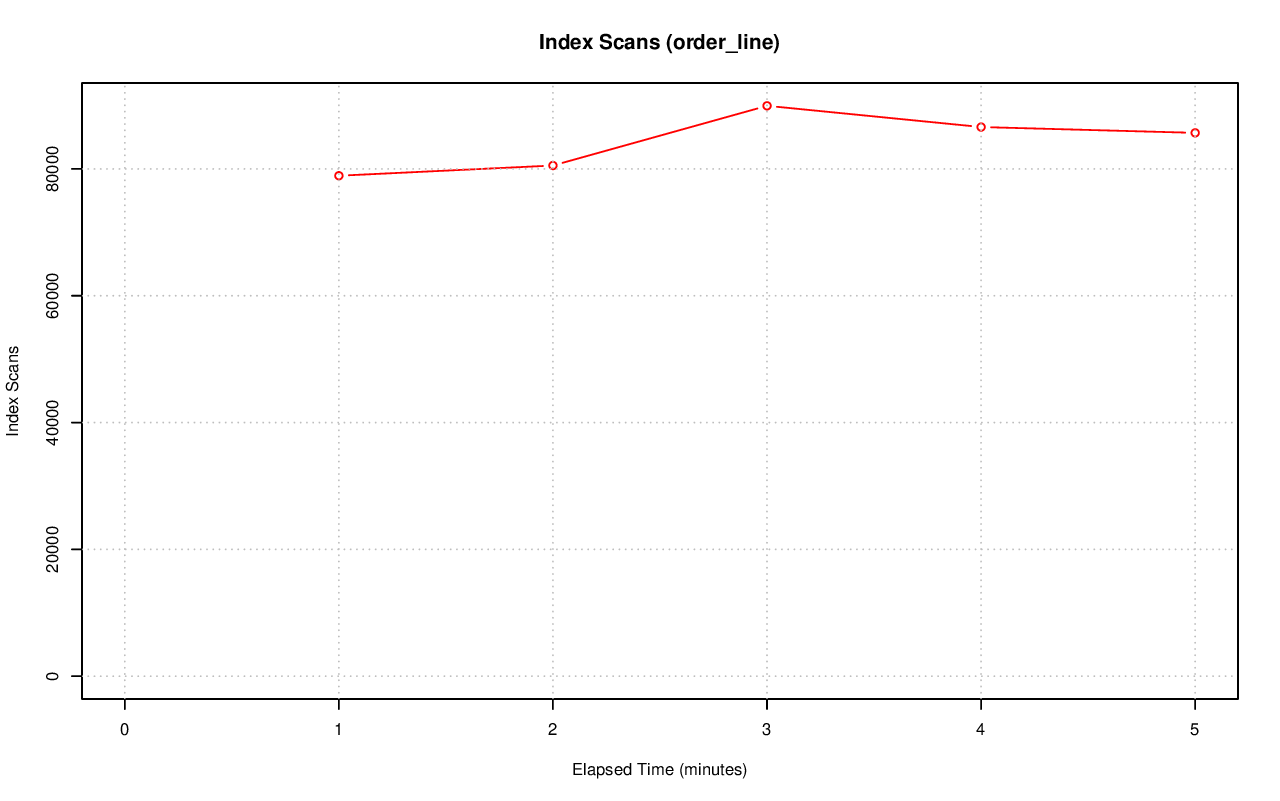 Index Scans (order_line)
Index Scans
80000
60000
40000
20000
0
0 1 2 3 4 5
Elapsed Time (minutes)